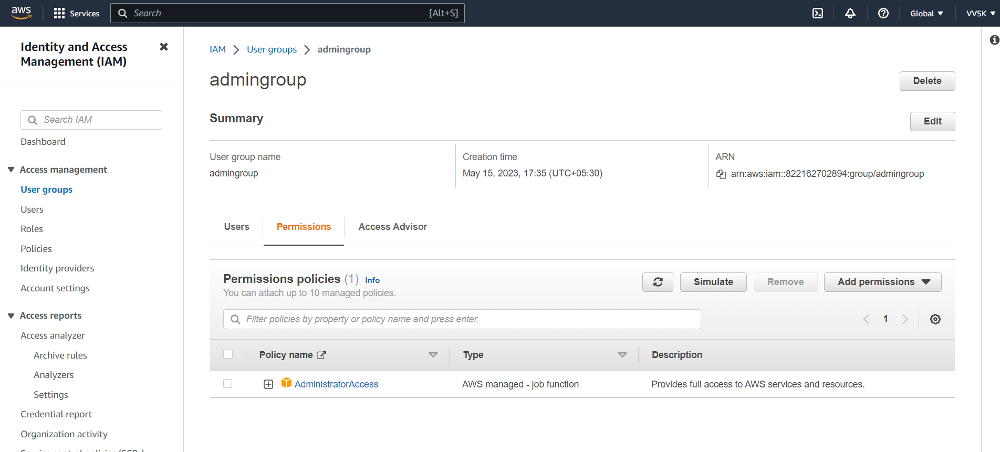 aws
Services
Search [Alt+S]
Global
VVSK
Identity and Access
Management (IAM)
Search IAM
Dashboard
Access management
User groups
Users
Roles
Policies
Identity providers
Account settings
Access reports
Access analyzer
Archive rules
Analyzers
Settings
Credential report
Organization activity
Service control policies (SCPs)
IAM > User groups > admingroup
admingroup
Delete
Summary
Edit
User group name
admingroup
Creation time
May 15, 2023, 17:35 (UTC+05:30)
ARN
arn:aws:iam::822162702894:group/admingroup
Users
Permissions
Access Advisor
Permissions policies (1) Info
You can attach up to 10 managed policies.
Simulate
Remove
Add permissions
Filter policies by property or policy name and press enter.
1
Policy name
Type
Description
AdministratorAccess
AWS managed - job function
Provides full access to AWS services and resources.